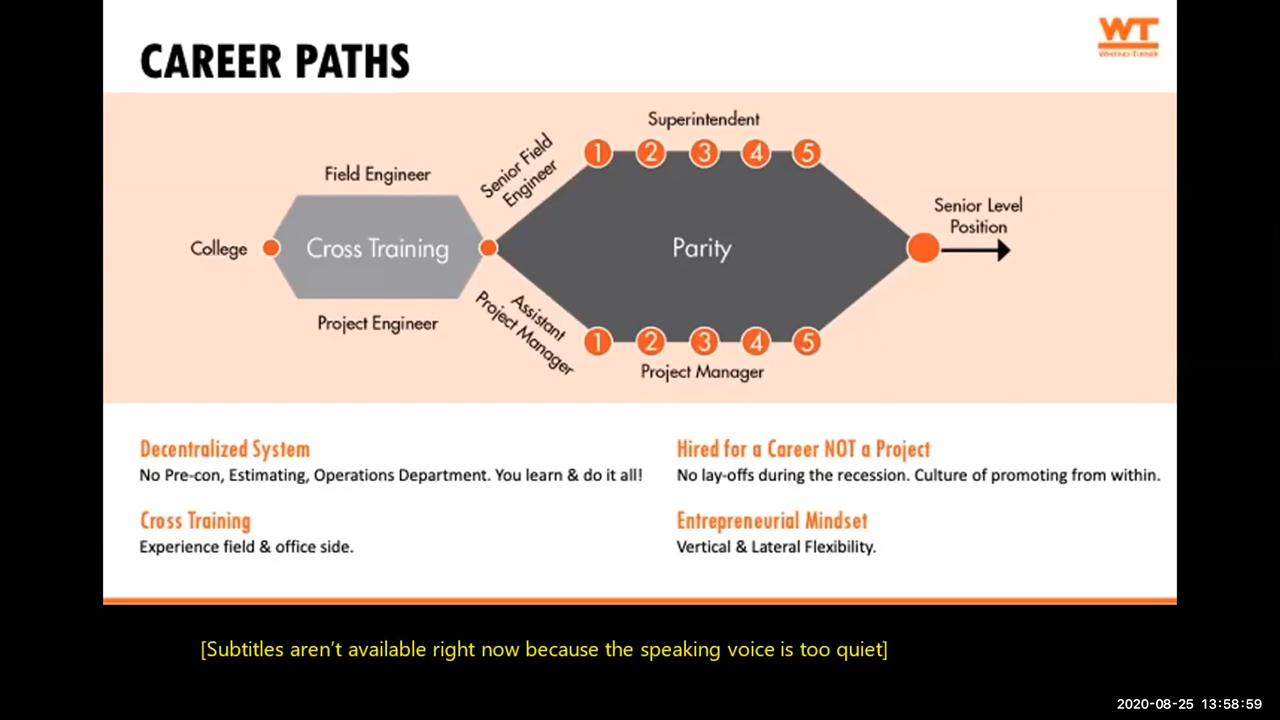 WT
WHITING-TURNER
CAREER PATHS
Superintendent
1 2 3 4 5
Senior Field
Engineer
Field Engineer
College
Cross Training
Parity
Senior Level
Position
Project Engineer
Assistant
Project Manager
1 2 3 4 5
Project Manager
Decentralized System
No Pre-con, Estimating, Operations Department. You learn & do it all!
Hired for a Career NOT a Project
No lay-offs during the recession. Culture of promoting from within.
Cross Training
Experience field & office side.
Entrepreneurial Mindset
Vertical & Lateral Flexibility.
[Subtitles aren't available right now because the speaking voice is too quiet]
2020-08-25 13:58:59